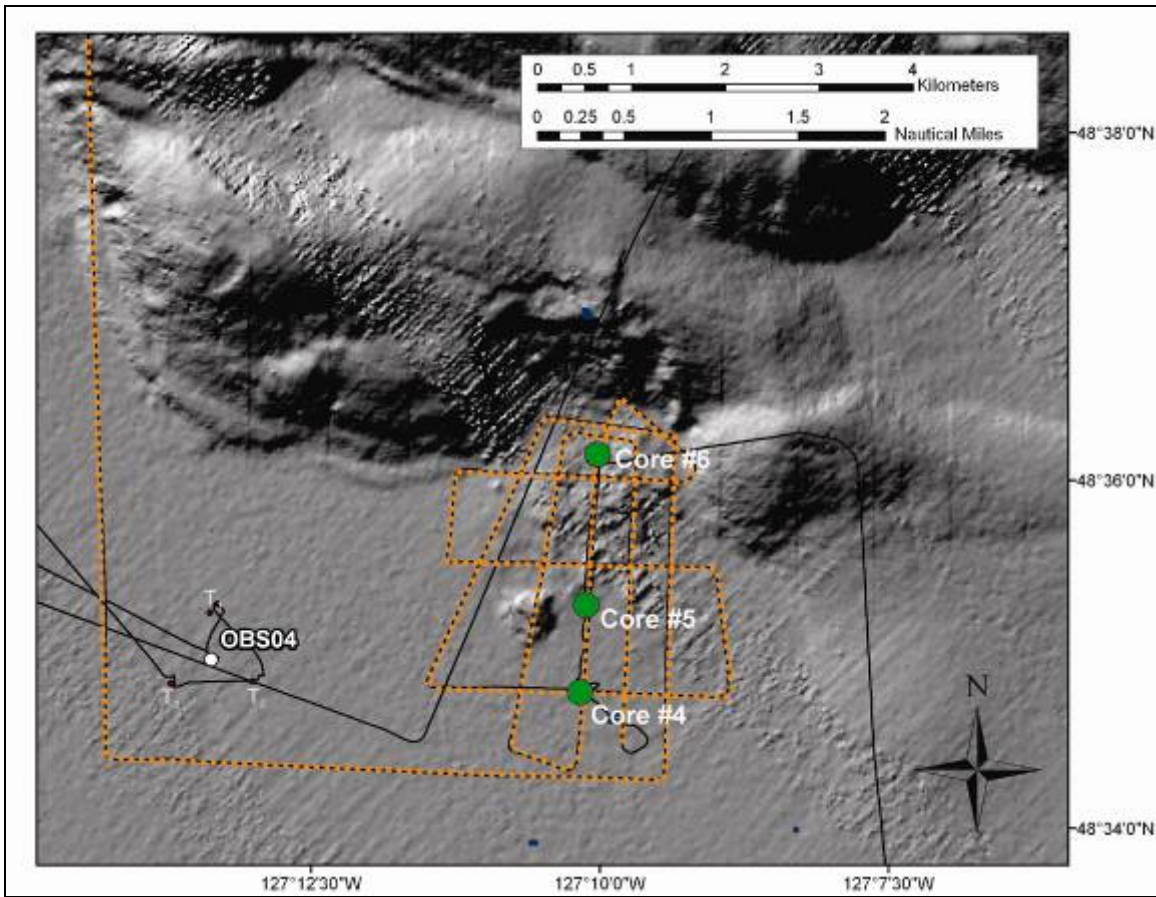 0 0.5 1 2 3 4
Kilometers
0 0.25 0.5 1 1.5 2
Nautical Miles
48°38'0"N
Core #6
48°36'0"N
T
Core #5
OBS04
T
T
Core #4
N
48°34'0"N
127°12'30"W 127°10'0"W 127°7'30"W